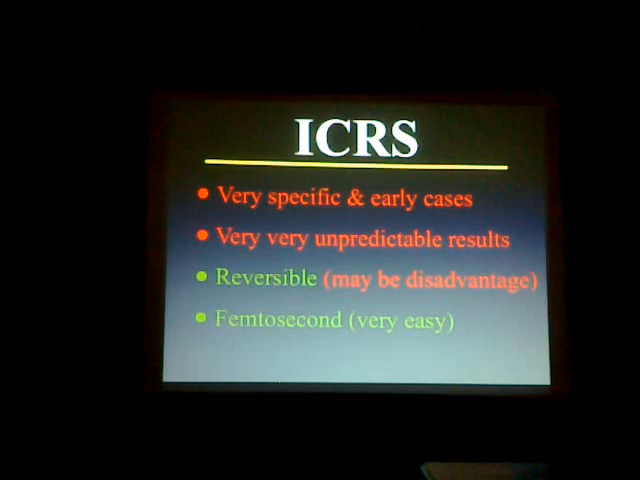 ICRS
Very specific & early cases
Very very unpredictable results
Reversible (may be disadvantage)
Femtosecond (very easy)